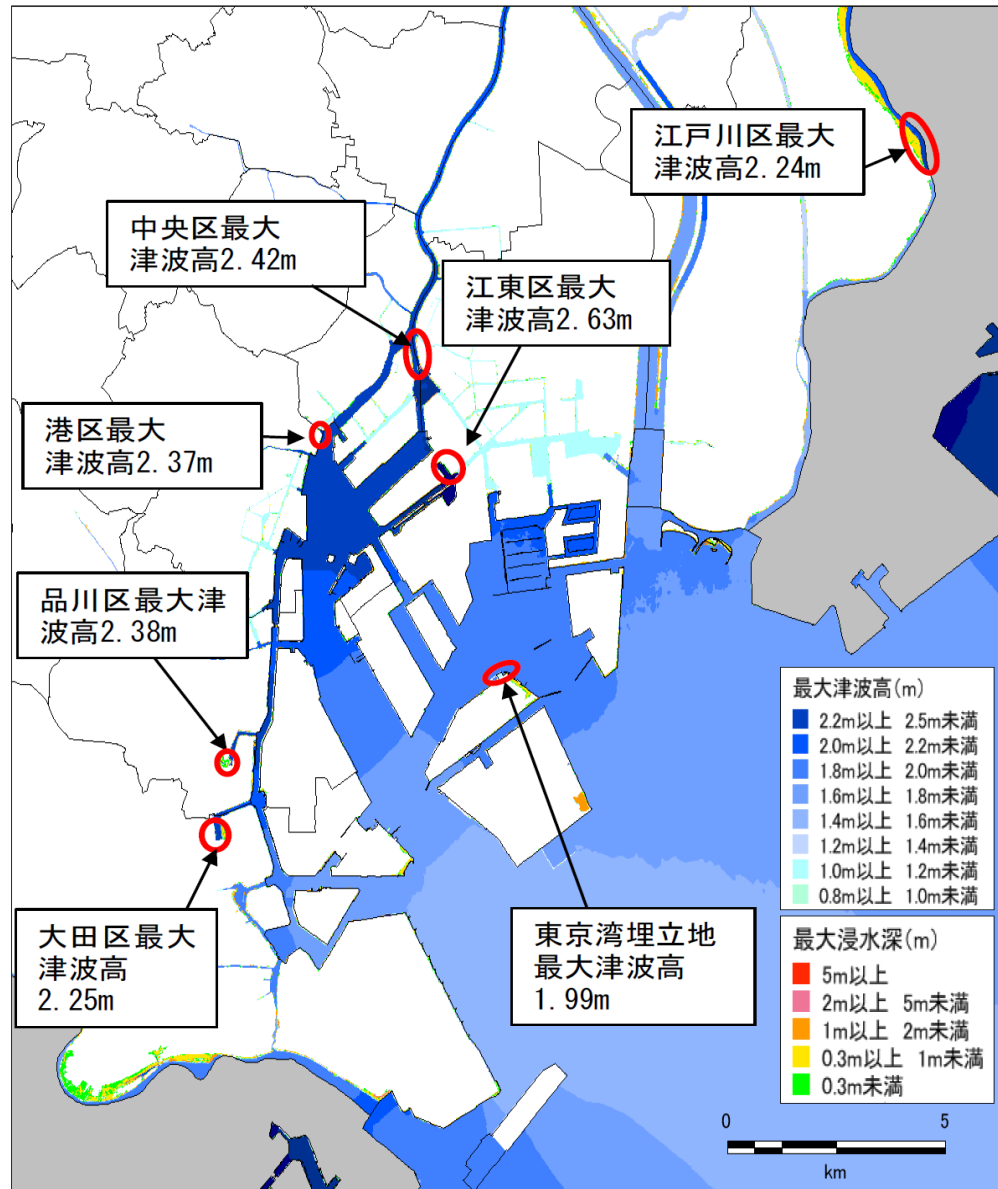 江戸川区最大
津波高2.24m
中央区最大
津波高2.42m
江東区最大
津波高2.63m
港区最大
津波高2.37m
品川区最大津
波高2.38m
大田区最大
津波高
2.25m
東京湾埋立地
最大津波高
1.99m
最大津波高(m)
2.2m以上 2.5m未満
2.0m以上 2.2m未満
1.8m以上 2.0m未満
1.6m以上 1.8m未満
1.4m以上 1.6m未満
1.2m以上 1.4m未満
1.0m以上 1.2m未満
0.8m以上 1.0m未満
最大浸水深(m)
5m以上
2m以上 5m未満
1m以上 2m未満
0.3m以上 1m未満
0.3m未満
0 5
km